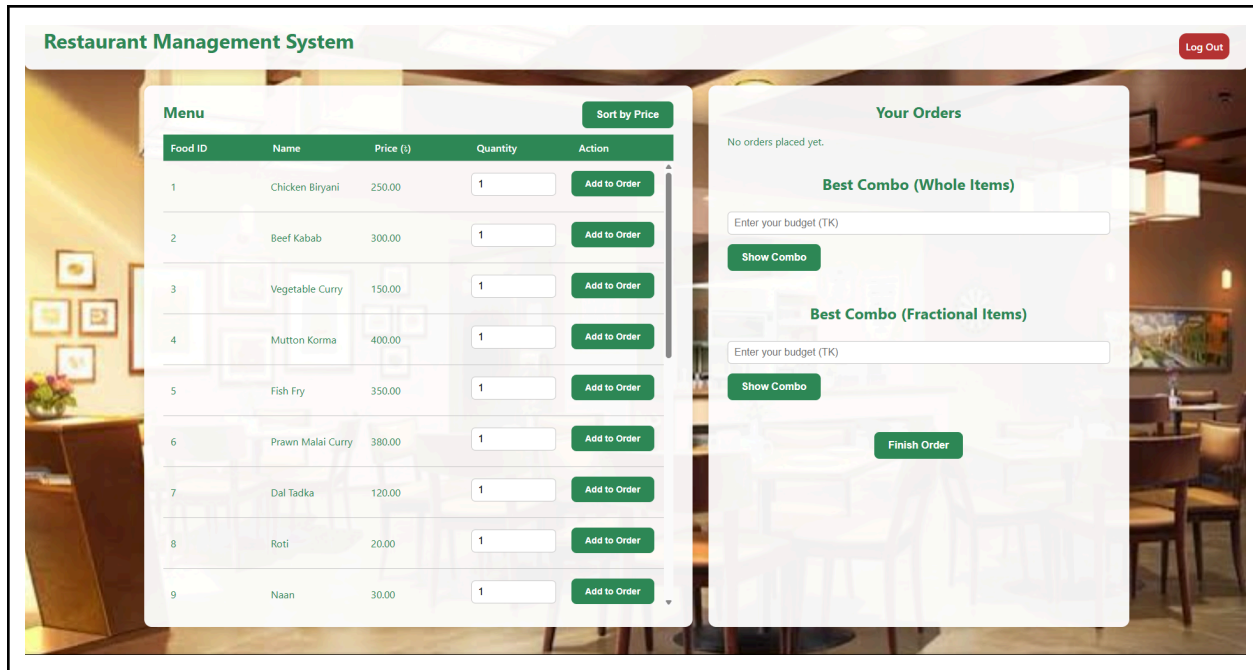 Restaurant Management System
Log Out
Menu
Sort by Price
Food ID Name Price (৳) Quantity Action
1 Chicken Biryani 250.00 1 Add to Order
2 Beef Kabab 300.00 1 Add to Order
3 Vegetable Curry 150.00 1 Add to Order
4 Mutton Korma 400.00 1 Add to Order
5 Fish Fry 350.00 1 Add to Order
6 Prawn Malai Curry 380.00 1 Add to Order
7 Dal Tadka 120.00 1 Add to Order
8 Roti 20.00 1 Add to Order
9 Naan 30.00 1 Add to Order
Your Orders
No orders placed yet.
Best Combo (Whole Items)
Enter your budget (TK)
Show Combo
Best Combo (Fractional Items)
Enter your budget (TK)
Show Combo
Finish Order